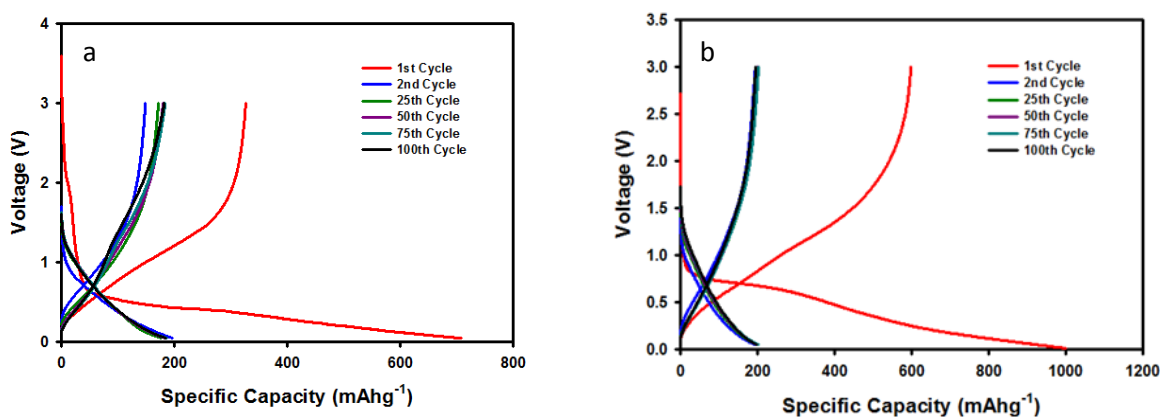 a
4
3
2
1
0
Voltage (V)
1st Cycle
2nd Cycle
25th Cycle
50th Cycle
75th Cycle
100th Cycle
0 200 400 600 800
Specific Capacity (mAhg⁻¹)
b
3.5
3.0
2.5
2.0
1.5
1.0
0.5
0.0
Voltage (V)
1st Cycle
2nd Cycle
25th Cycle
50th Cycle
75th Cycle
100th Cycle
0 200 400 600 800 1000 1200
Specific Capacity (mAhg⁻¹)